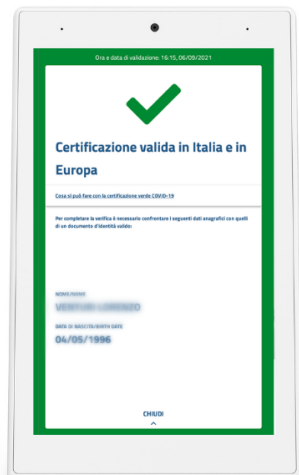 Ora e data di validazione: 16:15, 06/09/2021
Certificazione valida in Italia e in
Europa
Cosa si può fare con la certificazione verde COVID-19
Per completare la verifica è necessario confrontare i seguenti dati anagrafici con quelli
di un documento d'identità valido:
NOME/NAME
DATA DI NASCITA/BIRTH DATE
04/05/1996
CHIUDI